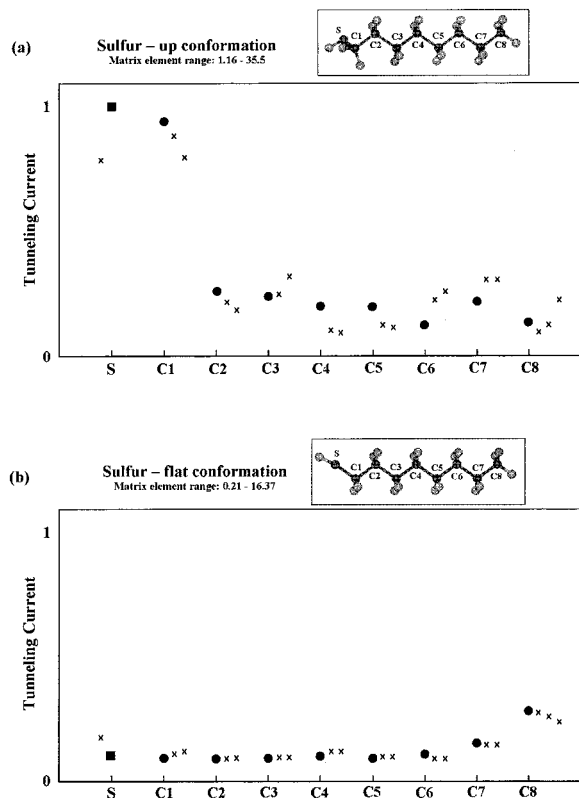 (a)
Sulfur – up conformation
Matrix element range: 1.16 - 35.5
S C1 C2 C3 C4 C5 C6 C7 C8
1
Tunneling Current
0
S C1 C2 C3 C4 C5 C6 C7 C8
(b)
Sulfur – flat conformation
Matrix element range: 0.21 - 16.37
S C1 C2 C3 C4 C5 C6 C7 C8
1
Tunneling Current
0
S C1 C2 C3 C4 C5 C6 C7 C8